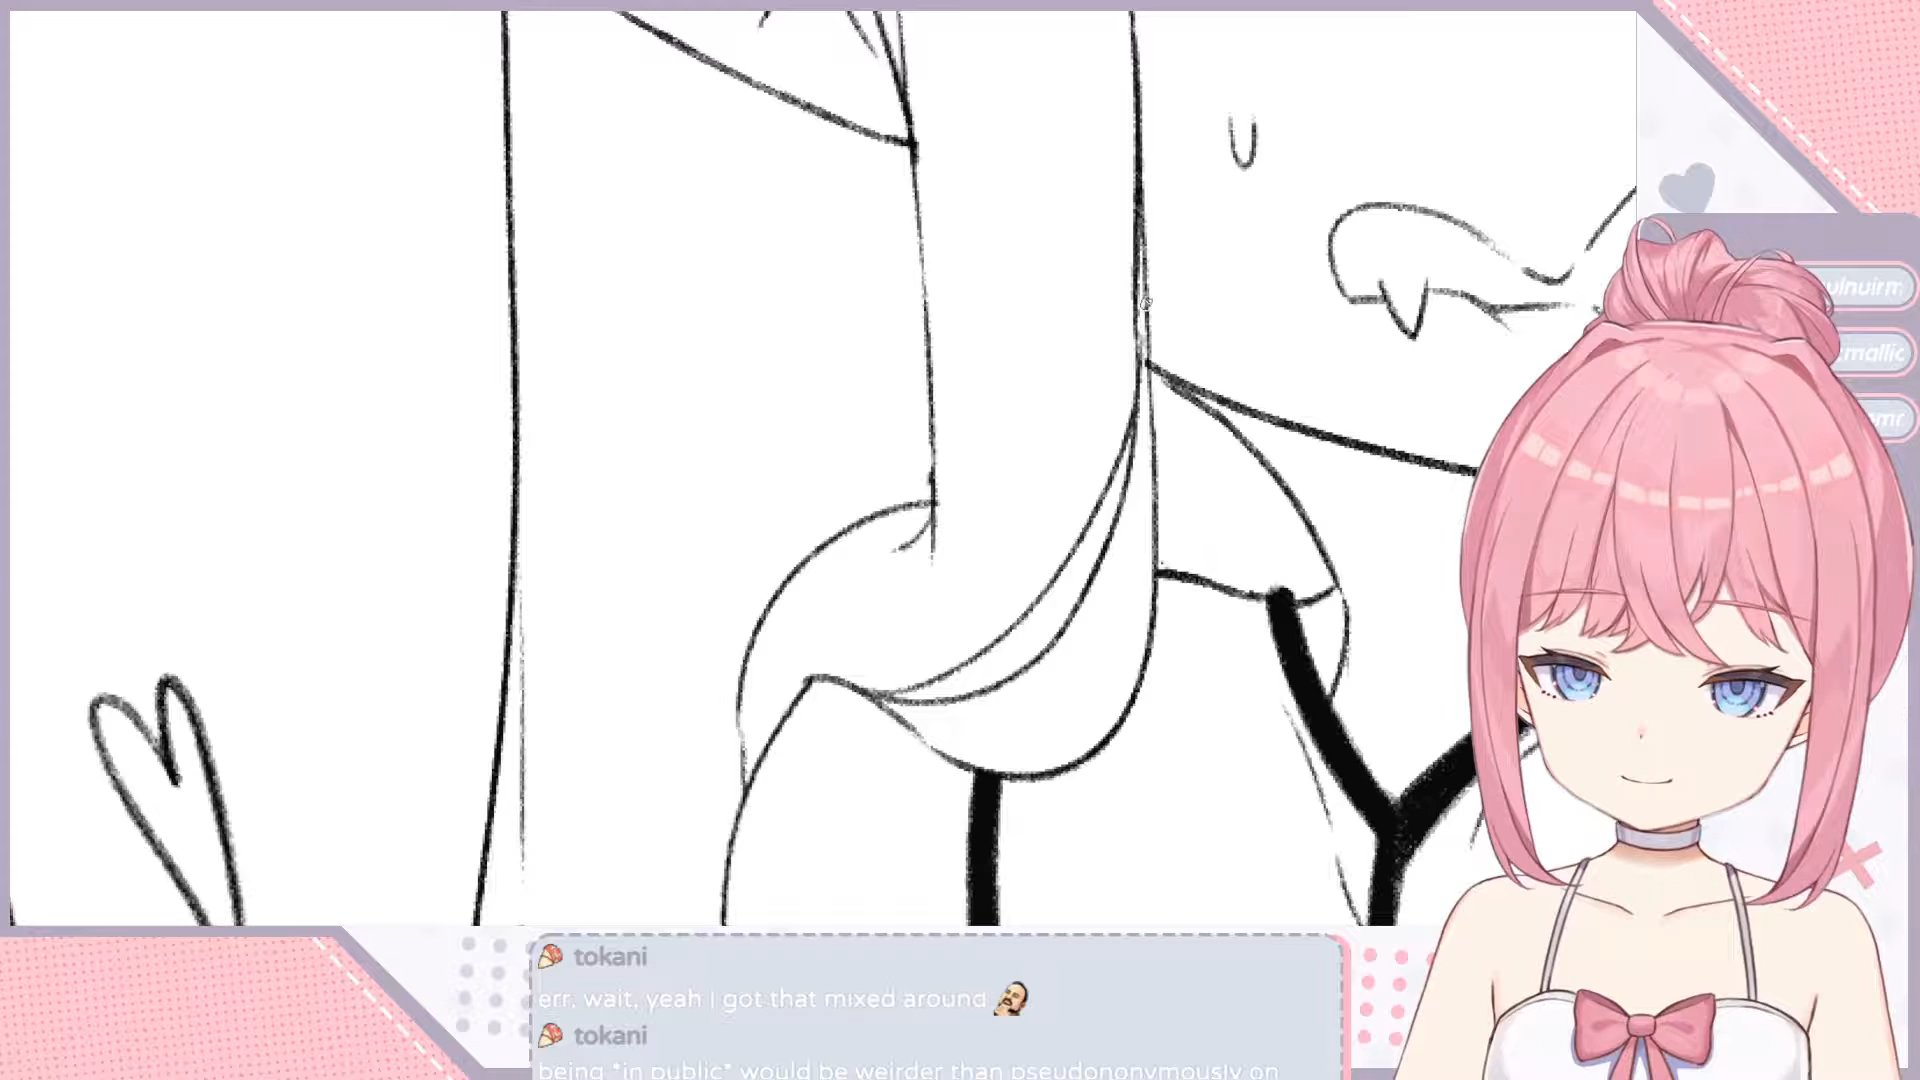 tokani
err, wait, yeah I got that mixed around
tokani
being *in public* would be weirder than pseudononymously on